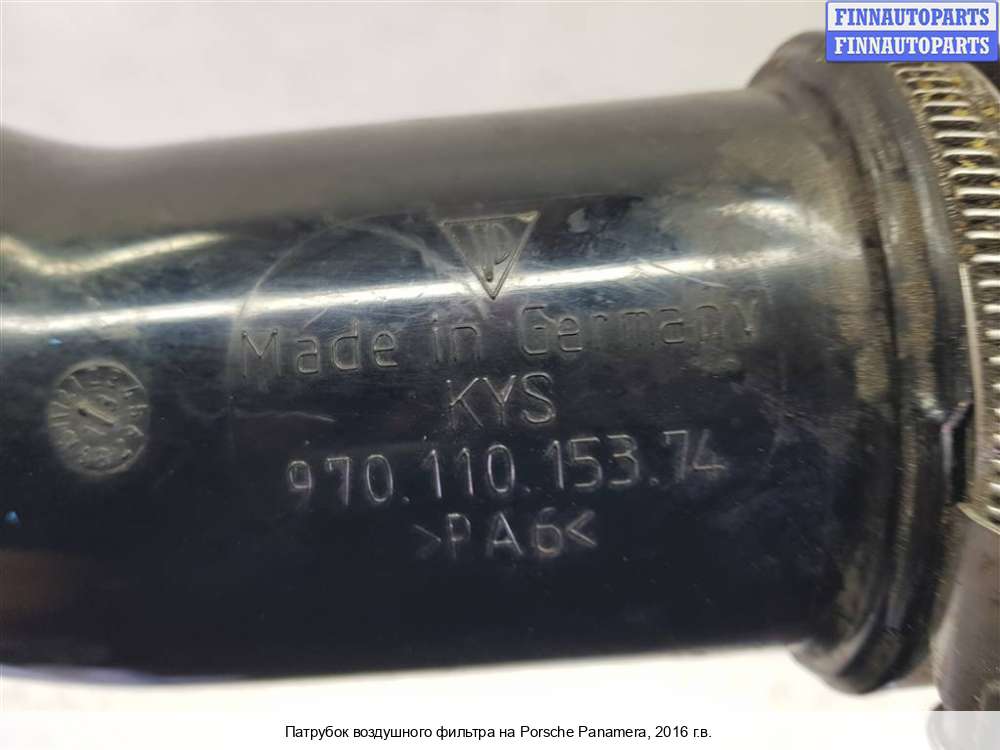 FINNAUTOPARTS
FINNAUTOPARTS
Made in Germany
KYS
970.110.153.74
>PA6<
Патрубок воздушного фильтра на Porsche Panamera, 2016 г.в.